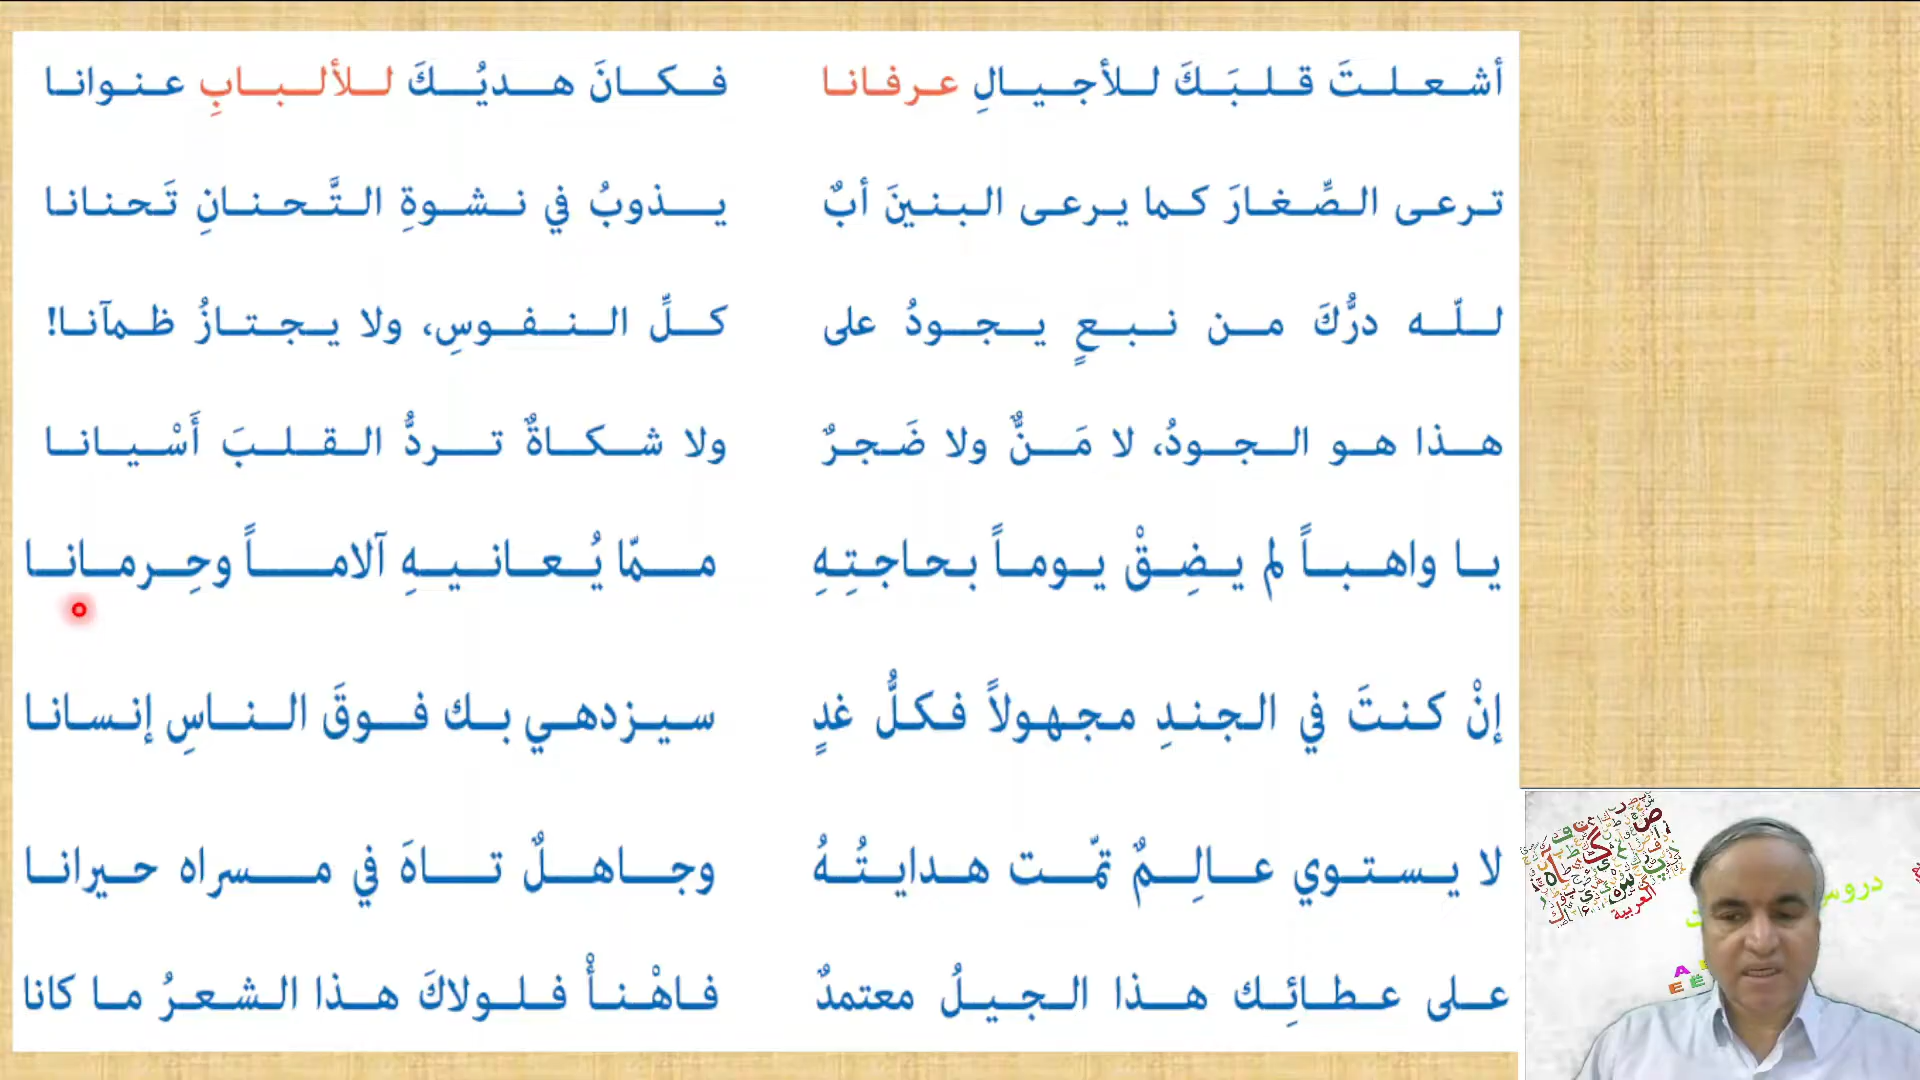 أشعلتَ قلبَكَ للأجيالِ عرفانا فكانَ هديُكَ للألبابِ عنوانا
ترعى الصِّغارَ كما يرعى البنينَ أبٌ يذوبُ في نشوةِ التَّحنانِ تَحنانا
للّه درُّكَ من نبعٍ يجودُ على كلِّ النفوسِ، ولا يجتازُ ظمآنا!
هذا هو الجودُ، لا مَنٌّ ولا ضَجرٌ ولا شكاةٌ تردُّ القلبَ أَسْيانا
يا واهباً لم يضِقْ يوماً بحاجتِهِ ممّا يُعانيهِ آلاماً وحِرمانا
إنْ كنتَ في الجندِ مجهولاً فكلُّ غدٍ سيزدهي بك فوقَ الناسِ إنسانا
لا يستوي عالِمٌ تمّت هدايتُهُ وجاهلٌ تاهَ في مسراه حيرانا
على عطائِك هذا الجيلُ معتمدٌ فاهْنأْ فلولاكَ هذا الشعرُ ما كانا
العربية
دروس